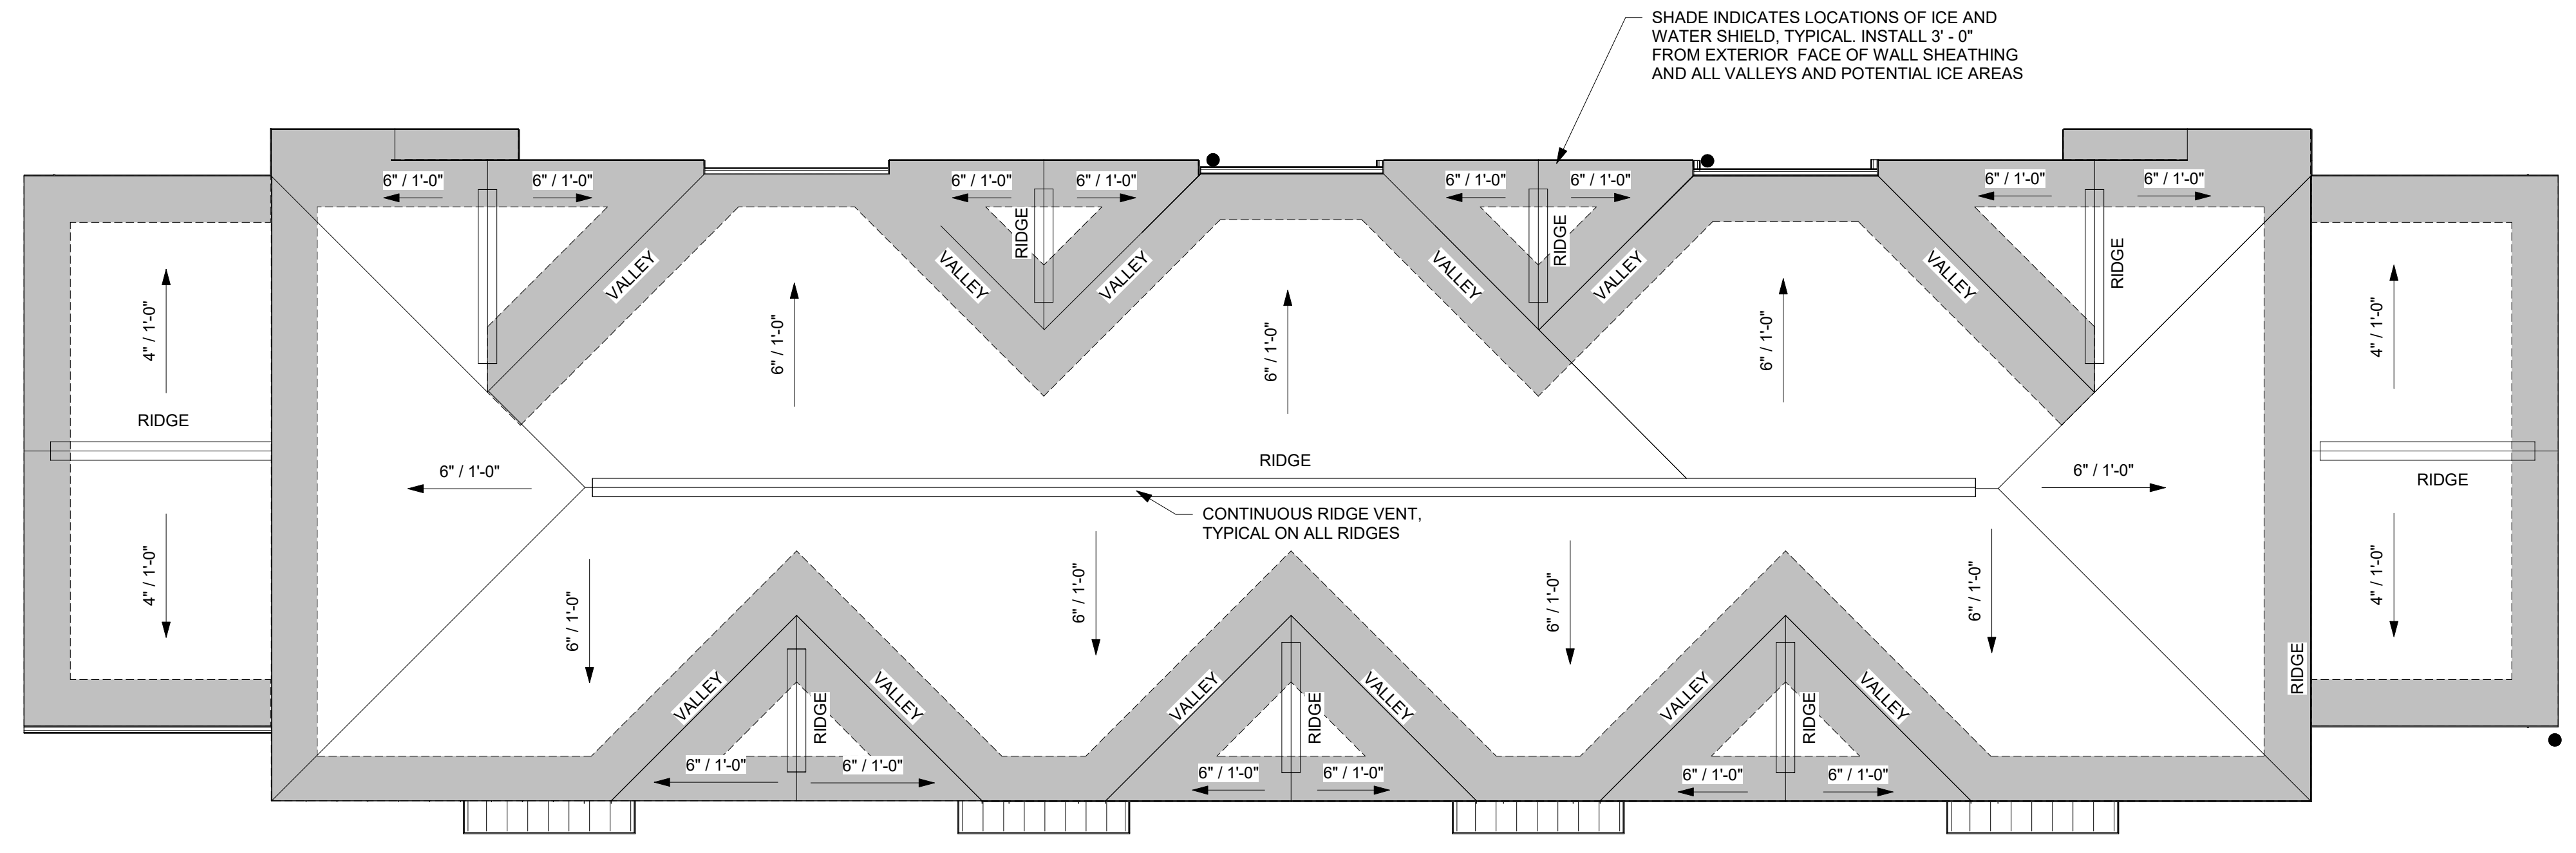 SHADE INDICATES LOCATIONS OF ICE AND
WATER SHIELD, TYPICAL. INSTALL 3' - 0"
FROM EXTERIOR FACE OF WALL SHEATHING
AND ALL VALLEYS AND POTENTIAL ICE AREAS
6" / 1'-0"
6" / 1'-0"
6" / 1'-0"
6" / 1'-0"
6" / 1'-0"
6" / 1'-0"
6" / 1'-0"
6" / 1'-0"
RIDGE
RIDGE
RIDGE
VALLEY
VALLEY
VALLEY
VALLEY
VALLEY
VALLEY
4" / 1'-0"
6" / 1'-0"
6" / 1'-0"
6" / 1'-0"
4" / 1'-0"
RIDGE
RIDGE
6" / 1'-0"
6" / 1'-0"
RIDGE
CONTINUOUS RIDGE VENT,
TYPICAL ON ALL RIDGES
4" / 1'-0"
6" / 1'-0"
6" / 1'-0"
6" / 1'-0"
6" / 1'-0"
4" / 1'-0"
RIDGE
VALLEY
VALLEY
VALLEY
VALLEY
VALLEY
VALLEY
RIDGE
RIDGE
RIDGE
6" / 1'-0"
6" / 1'-0"
6" / 1'-0"
6" / 1'-0"
6" / 1'-0"
6" / 1'-0"